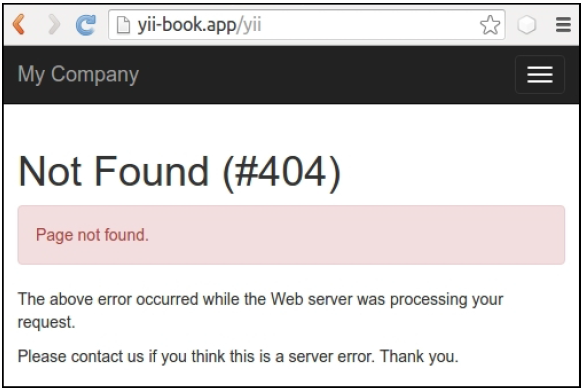 yii-book.app/yii
My Company
Not Found (#404)
Page not found.
The above error occurred while the Web server was processing your
request.
Please contact us if you think this is a server error. Thank you.